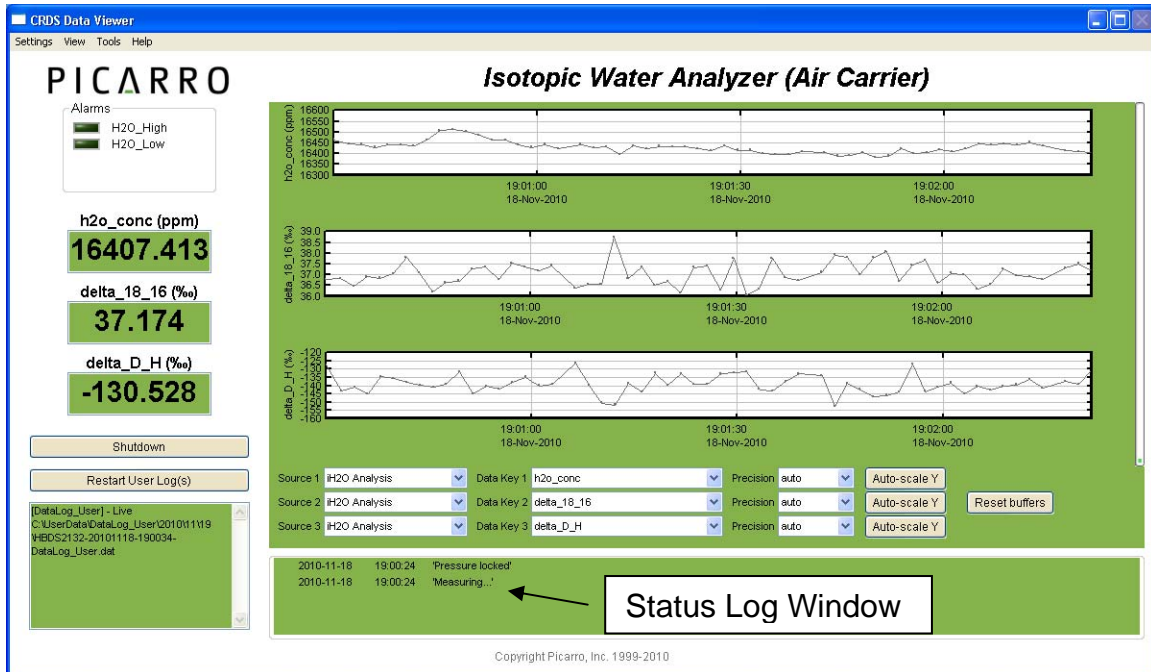 CRDS Data Viewer
Settings View Tools Help
PICARRO
Isotopic Water Analyzer (Air Carrier)
Alarms
H2O_High
H2O_Low
h2o_conc (ppm)
16407.413
delta_18_16 (‰)
37.174
delta_D_H (‰)
-130.528
Shutdown
Restart User Log(s)
[DataLog_User] - Live
C:\UserData\DataLog_User\2010\11\19
\HBDS2132-20101118-190034-
DataLog_User.dat
h2o_conc (ppm)
16600
16550
16500
16450
16400
16350
16300
19:01:00 19:01:30 19:02:00
18-Nov-2010 18-Nov-2010 18-Nov-2010
delta_18_16 (‰)
39.0
38.5
38.0
37.5
37.0
36.5
36.0
19:01:00 19:01:30 19:02:00
18-Nov-2010 18-Nov-2010 18-Nov-2010
delta_D_H (‰)
-120
-125
-130
-135
-140
-145
-150
-155
-160
19:01:00 19:01:30 19:02:00
18-Nov-2010 18-Nov-2010 18-Nov-2010
Source 1 iH2O Analysis Data Key 1 h2o_conc Precision auto Auto-scale Y
Source 2 iH2O Analysis Data Key 2 delta_18_16 Precision auto Auto-scale Y Reset buffers
Source 3 iH2O Analysis Data Key 3 delta_D_H Precision auto Auto-scale Y
2010-11-18 19:00:24 'Pressure locked'
2010-11-18 19:00:24 'Measuring...'
Status Log Window
Copyright Picarro, Inc. 1999-2010